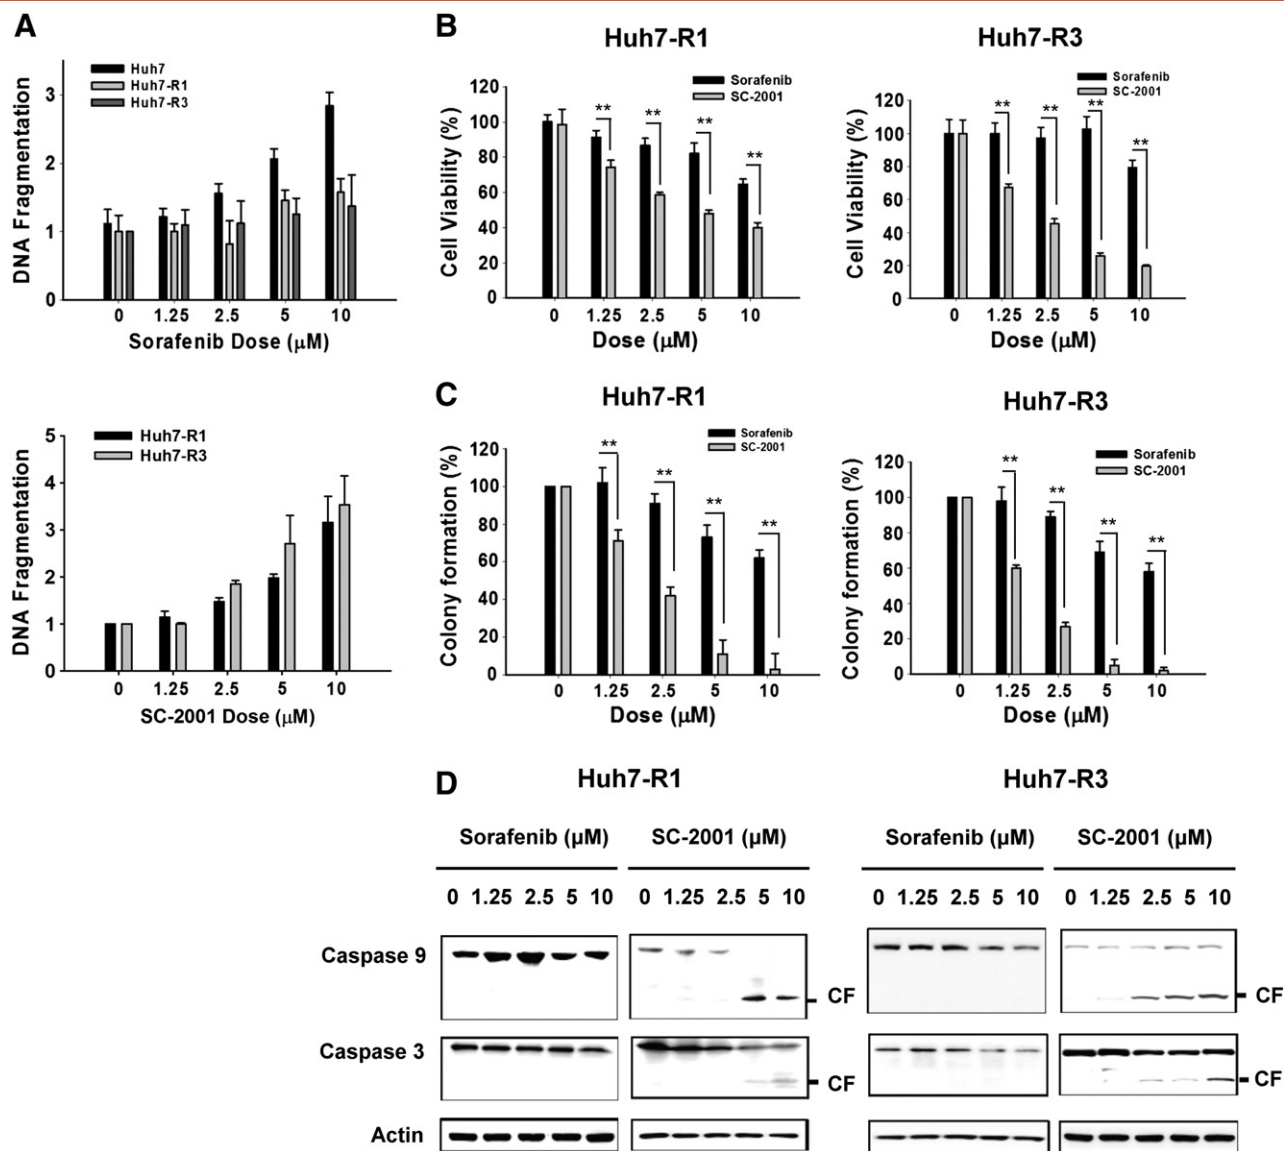 A
Huh7
Huh7-R1
Huh7-R3
DNA Fragmentation
3
2
1
0
0 1.25 2.5 5 10
Sorafenib Dose (µM)
Huh7-R1
Huh7-R3
DNA Fragmentation
5
4
3
2
1
0
0 1.25 2.5 5 10
SC-2001 Dose (µM)
B
Huh7-R1
Sorafenib
SC-2001
Cell Viability (%)
120
100
80
60
40
20
0
** ** ** **
0 1.25 2.5 5 10
Dose (µM)
Huh7-R3
Sorafenib
SC-2001
Cell Viability (%)
120
100
80
60
40
20
0
** ** ** **
0 1.25 2.5 5 10
Dose (µM)
C
Huh7-R1
Sorafenib
SC-2001
Colony formation (%)
120
100
80
60
40
20
0
** ** ** **
0 1.25 2.5 5 10
Dose (µM)
Huh7-R3
Sorafenib
SC-2001
Colony formation (%)
120
100
80
60
40
20
0
** ** ** **
0 1.25 2.5 5 10
Dose (µM)
D
Huh7-R1 Huh7-R3
Sorafenib (µM) SC-2001 (µM) Sorafenib (µM) SC-2001 (µM)
0 1.25 2.5 5 10 0 1.25 2.5 5 10 0 1.25 2.5 5 10 0 1.25 2.5 5 10
Caspase 9
CF CF
Caspase 3
CF CF
Actin